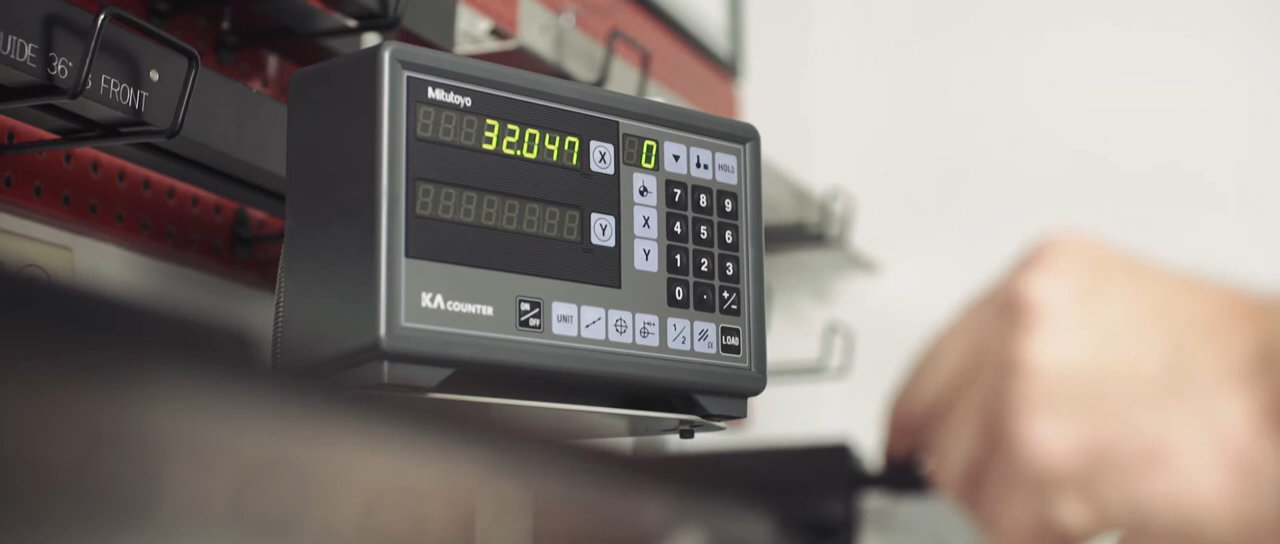 UIDE 36" FRONT
Mitutoyo
32.047
X
0
HOLD
7 8 9
X
4 5 6
Y
Y
1 2 3
0 . +/-
KA COUNTER
ON/OFF
UNIT
1/2
LOAD